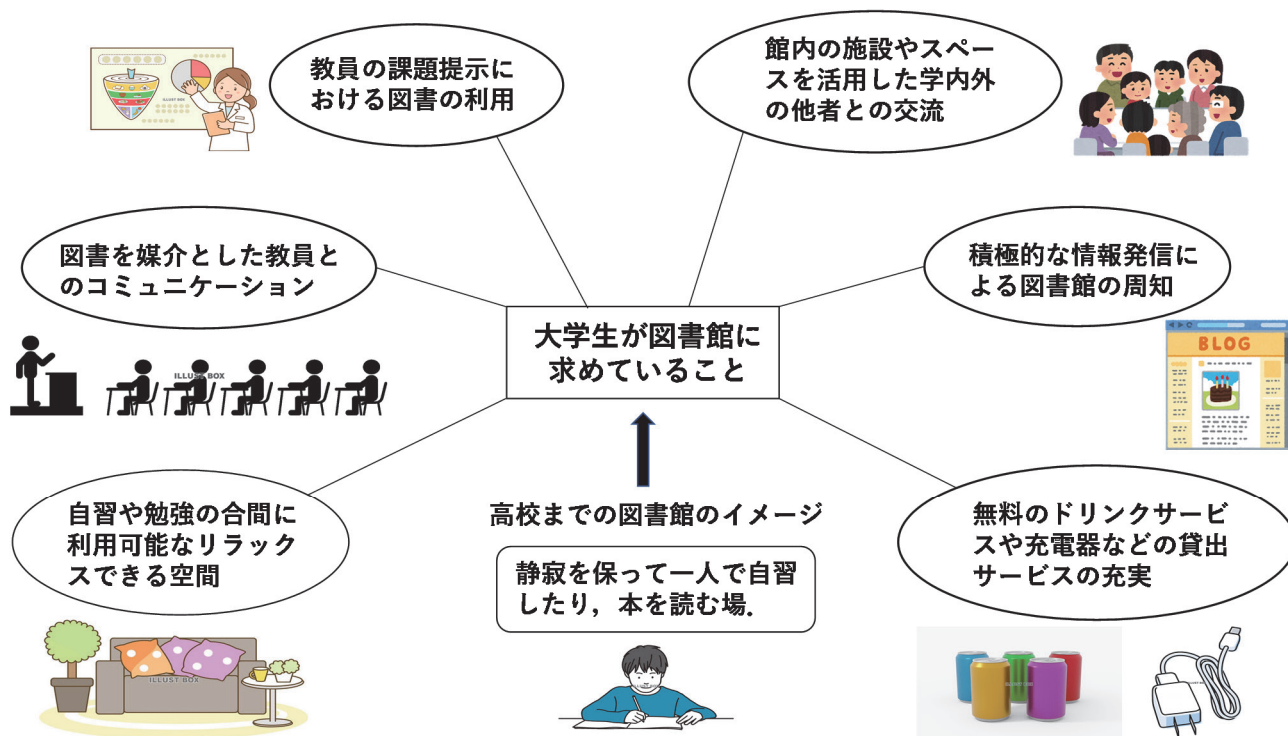 教員の課題提示に
おける図書の利用
館内の施設やスペー
スを活用した学内外
の他者との交流
ILLUST BOX
図書を媒介とした教員と
のコミュニケーション
積極的な情報発信に
よる図書館の周知
大学生が図書館に
求めていること
BLOG
ILLUST BOX
自習や勉強の合間に
利用可能なリラック
スできる空間
高校までの図書館のイメージ
静寂を保って一人で自習
したり，本を読む場．
無料のドリンクサービ
スや充電器などの貸出
サービスの充実
ILLUST BOX